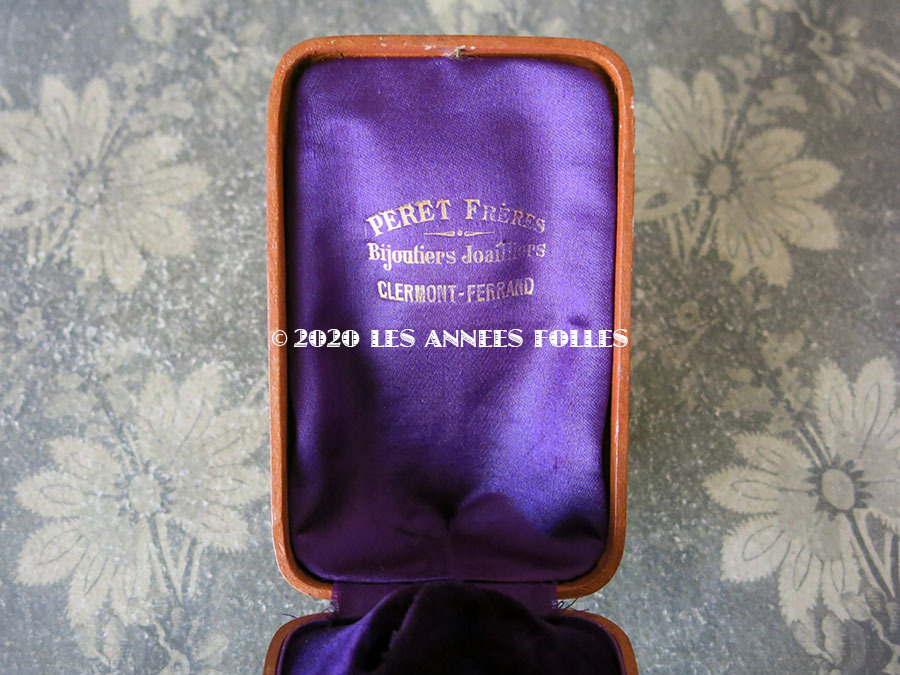 PERET FRÈRES
Bijoutiers Joailliers
CLERMONT-FERRAND
© 2020 LES ANNEES FOLLES